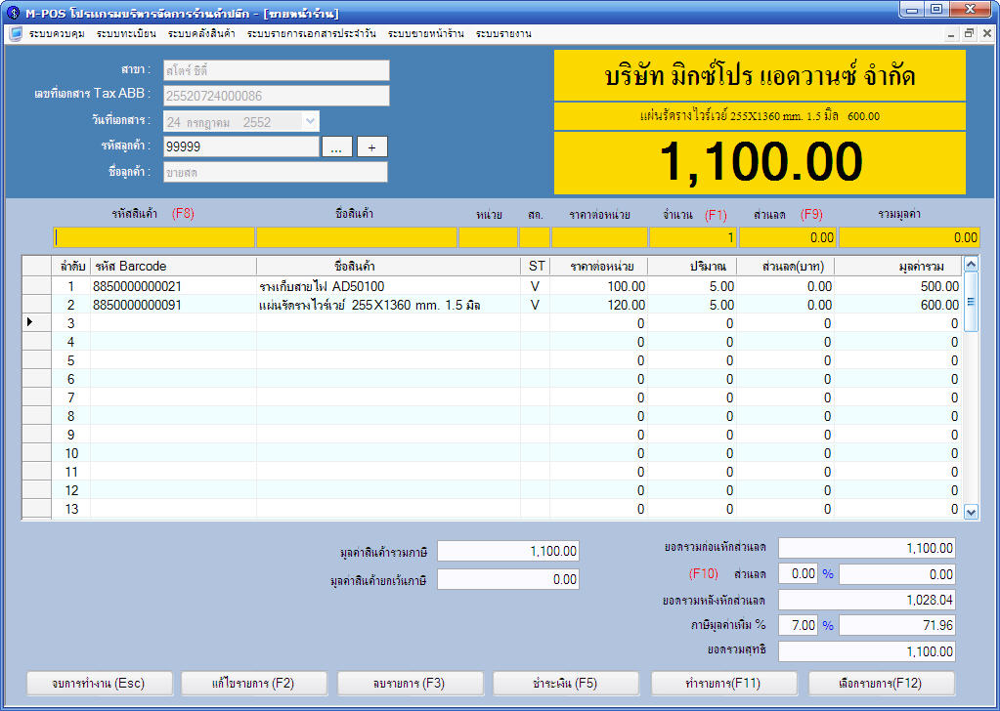 M-POS โปรแกรมบริหารจัดการร้านค้าปลีก - [ขายหน้าร้าน]
ระบบควบคุม ระบบทะเบียน ระบบคลังสินค้า ระบบรายการเอกสารประจำวัน ระบบขายหน้าร้าน ระบบรายงาน
สาขา : สโตร์ ซิตี้
เลขที่เอกสาร Tax ABB : 25520724000086
วันที่เอกสาร : 24 กรกฎาคม 2552
รหัสลูกค้า : 99999 ... +
ชื่อลูกค้า : ขายสด
บริษัท มิกซ์โปร แอดวานซ์ จำกัด
แผ่นรัดรางไวร์เวย์ 255X1360 mm. 1.5 มิล 600.00
1,100.00
รหัสสินค้า (F8) ชื่อสินค้า หน่วย สถ. ราคาต่อหน่วย จำนวน (F1) ส่วนลด (F9) รวมมูลค่า
1 0.00 0.00
ลำดับ รหัส Barcode ชื่อสินค้า ST ราคาต่อหน่วย ปริมาณ ส่วนลด(บาท) มูลค่ารวม
1 8850000000021 รางเก็บสายไฟ AD50100 V 100.00 5.00 0.00 500.00
2 8850000000091 แผ่นรัดรางไวร์เวย์ 255X1360 mm. 1.5 มิล V 120.00 5.00 0.00 600.00
3 0 0 0 0
4 0 0 0 0
5 0 0 0 0
6 0 0 0 0
7 0 0 0 0
8 0 0 0 0
9 0 0 0 0
10 0 0 0 0
11 0 0 0 0
12 0 0 0 0
13 0 0 0 0
มูลค่าสินค้ารวมภาษี 1,100.00
มูลค่าสินค้ายกเว้นภาษี 0.00
ยอดรวมก่อนหักส่วนลด 1,100.00
(F10) ส่วนลด 0.00 % 0.00
ยอดรวมหลังหักส่วนลด 1,028.04
ภาษีมูลค่าเพิ่ม % 7.00 % 71.96
ยอดรวมสุทธิ 1,100.00
จบการทำงาน (Esc) แก้ไขรายการ (F2) ลบรายการ (F3) ชำระเงิน (F5) ทำรายการ(F11) เลือกรายการ(F12)